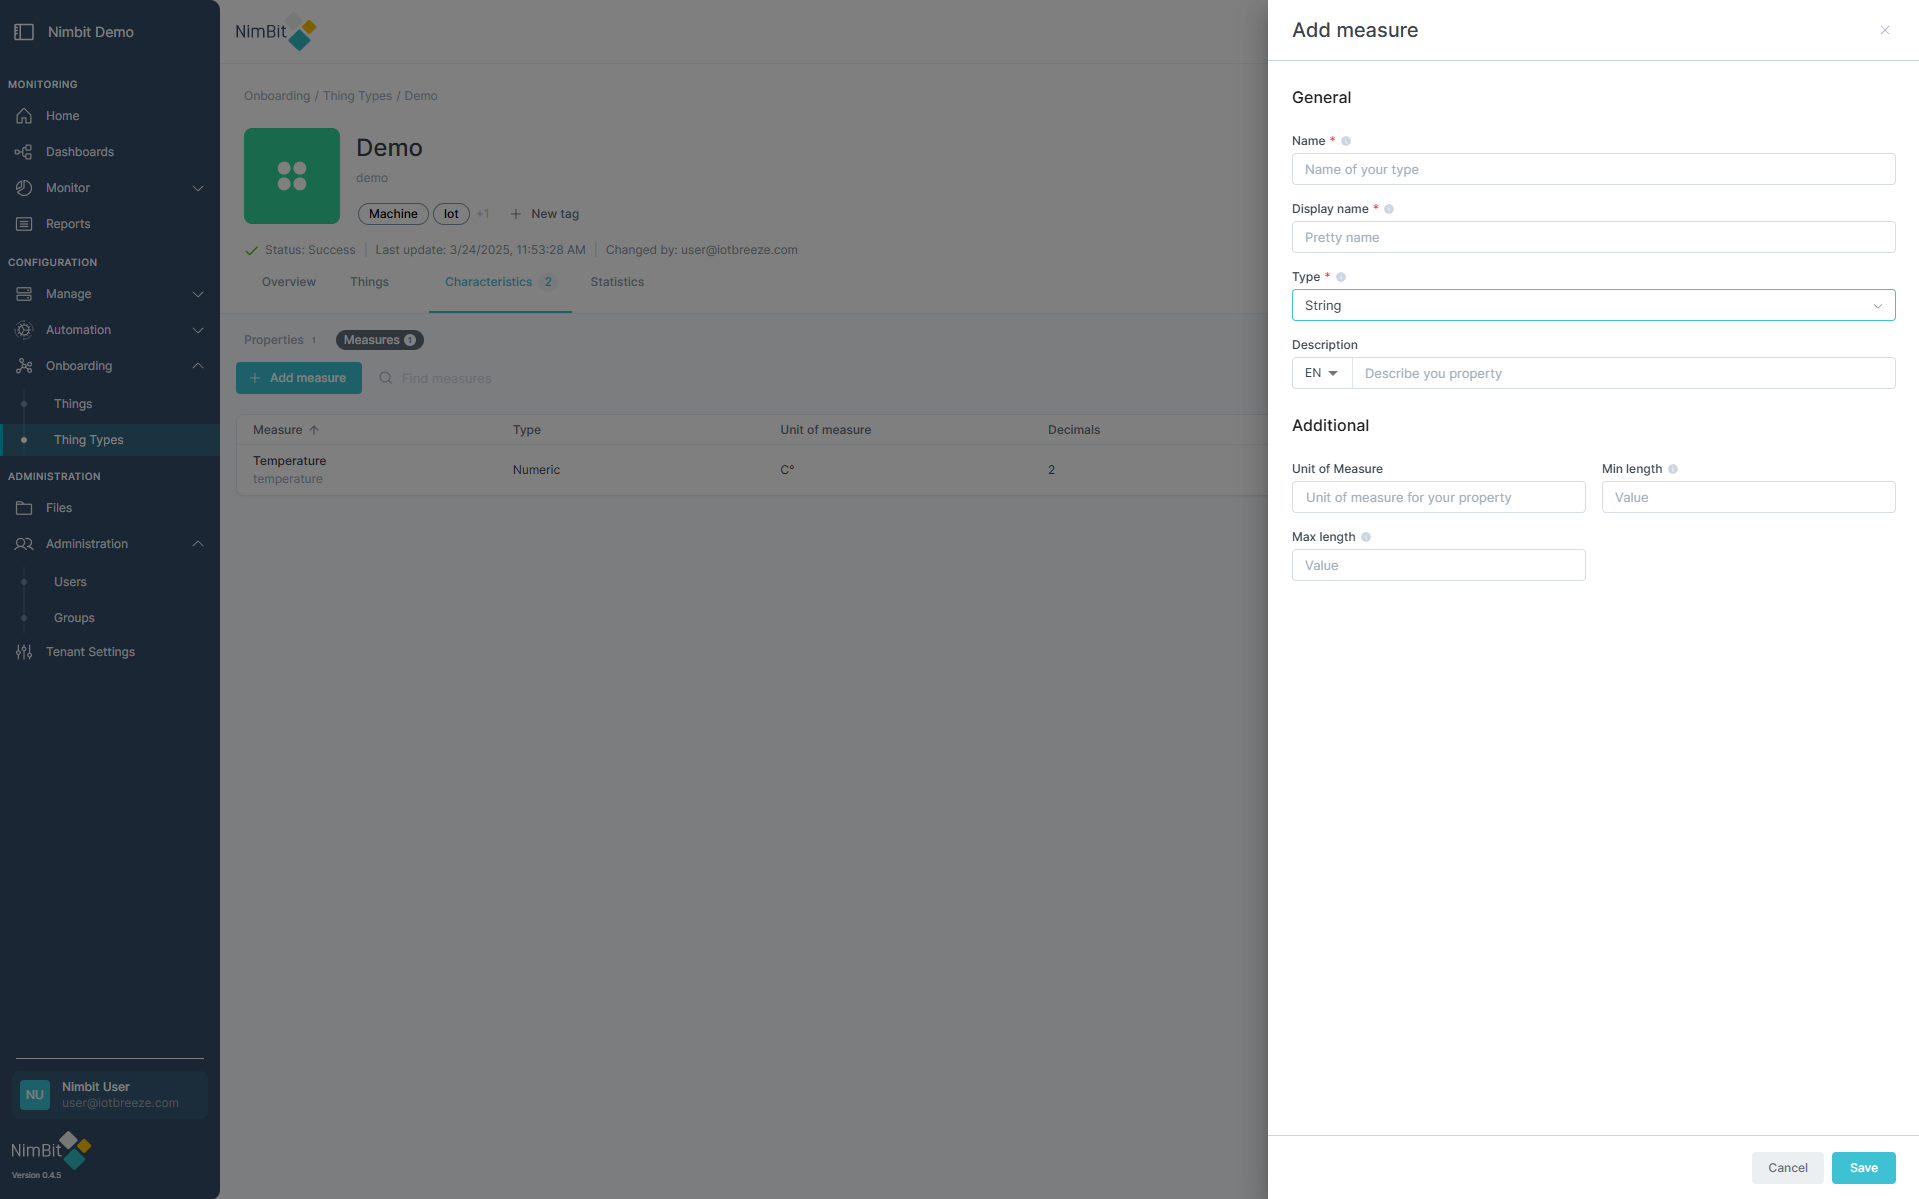 Nimbit Demo
MONITORING
Home
Dashboards
Monitor
Reports
CONFIGURATION
Manage
Automation
Onboarding
Things
Thing Types
ADMINISTRATION
Files
Administration
Users
Groups
Tenant Settings
NU
Nimbit User
user@iotbreeze.com
NimBit
Version 0.4.5
NimBit
Onboarding / Thing Types / Demo
Demo
demo
Machine Iot +1 New tag
Status: Success Last update: 3/24/2025, 11:53:28 AM Changed by: user@iotbreeze.com
Overview Things Characteristics 2 Statistics
Properties 1 Measures 1
Add measure Find measures
Measure Type Unit of measure Decimals
Temperature Numeric C° 2
temperature
Add measure
General
Name *
Name of your type
Display name *
Pretty name
Type *
String
Description
EN Describe you property
Additional
Unit of Measure Min length
Unit of measure for your property Value
Max length
Value
Cancel Save